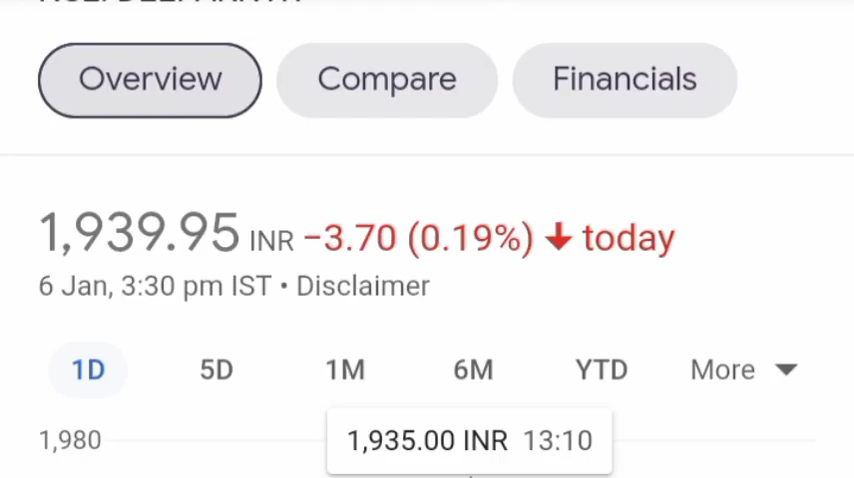 Overview Compare Financials
1,939.95 INR −3.70 (0.19%) ↓ today
6 Jan, 3:30 pm IST • Disclaimer
1D 5D 1M 6M YTD More
1,980 1,935.00 INR 13:10